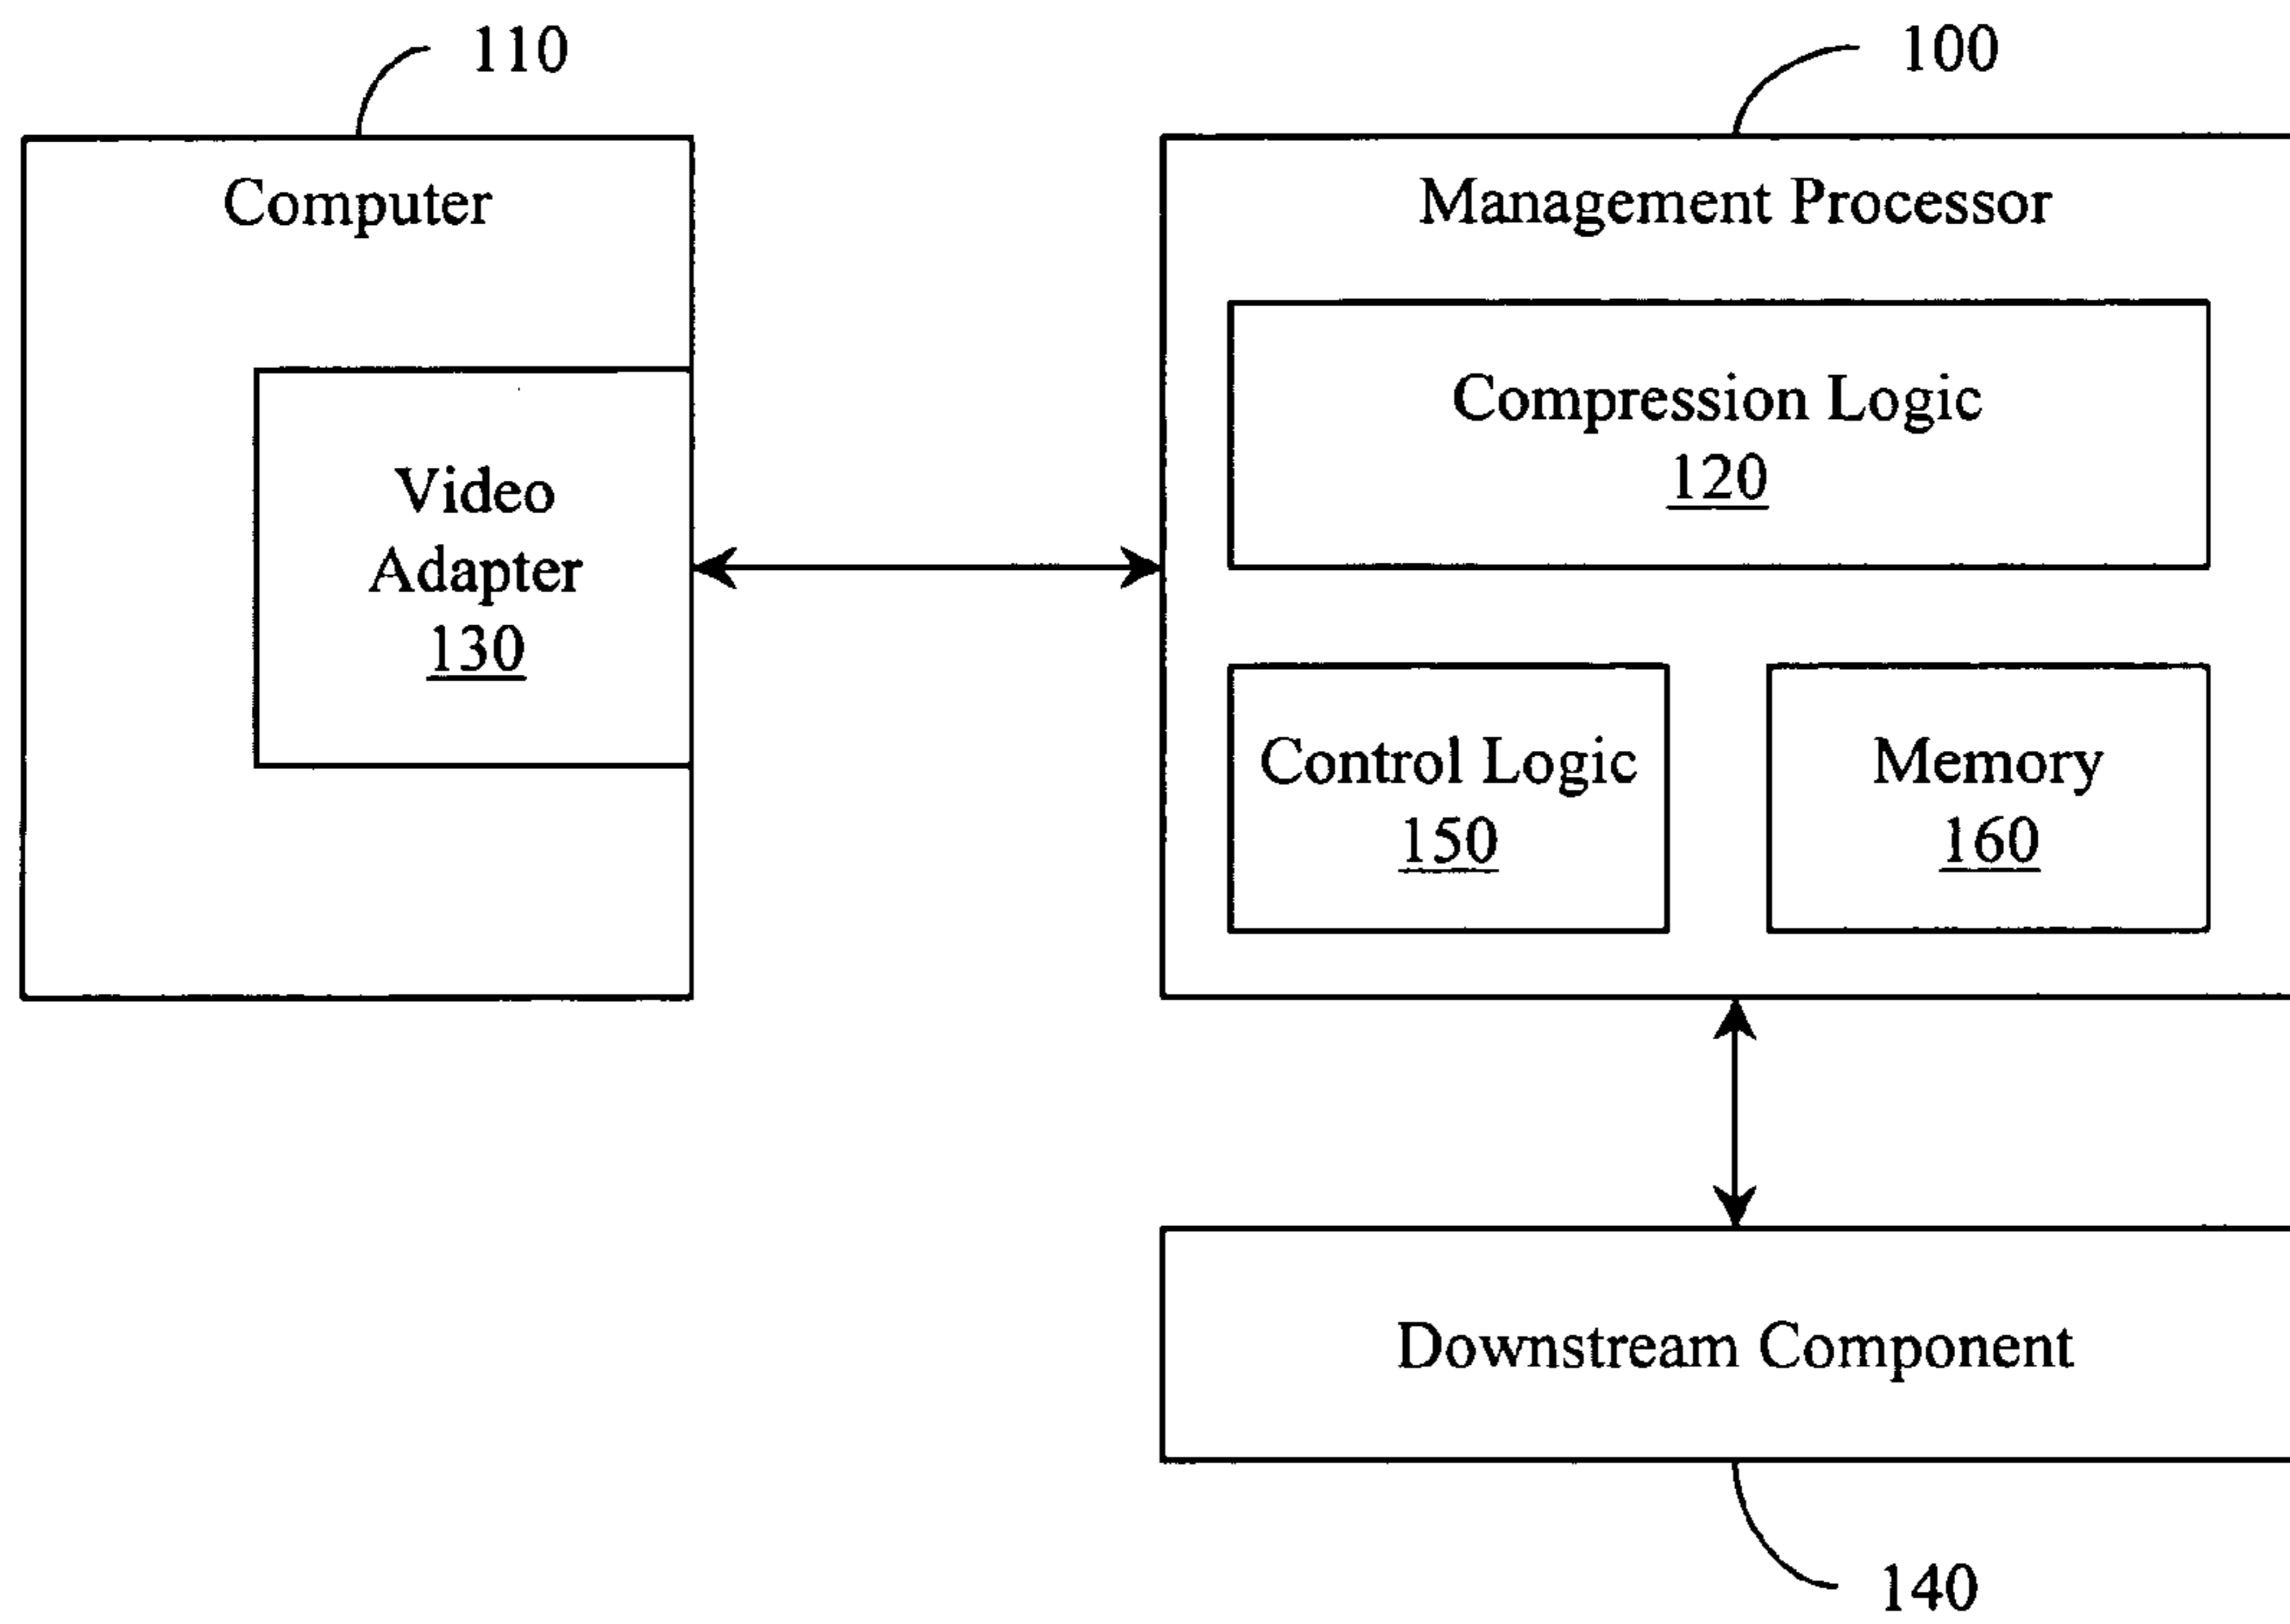 110
100
Computer
Management Processor
Compression Logic
120
Video
Adapter
130
Control Logic
150
Memory
160
Downstream Component
140